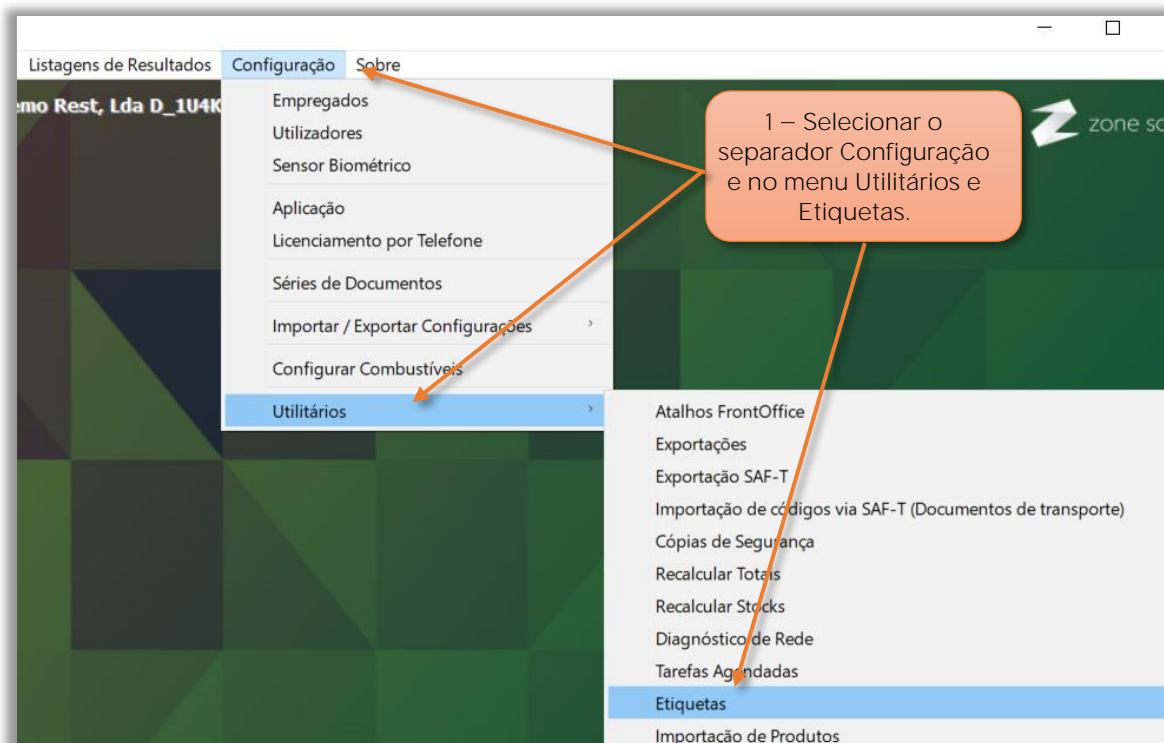 Listagens de Resultados Configuração Sobre
emo Rest, Lda D_1U4K
zone so
Empregados
Utilizadores
Sensor Biométrico
Aplicação
Licenciamento por Telefone
Séries de Documentos
Importar / Exportar Configurações
Configurar Combustíveis
Utilitários
1 – Selecionar o
separador Configuração
e no menu Utilitários e
Etiquetas.
Atalhos FrontOffice
Exportações
Exportação SAF-T
Importação de códigos via SAF-T (Documentos de transporte)
Cópias de Segurança
Recalcular Totais
Recalcular Stocks
Diagnóstico de Rede
Tarefas Agendadas
Etiquetas
Importação de Produtos